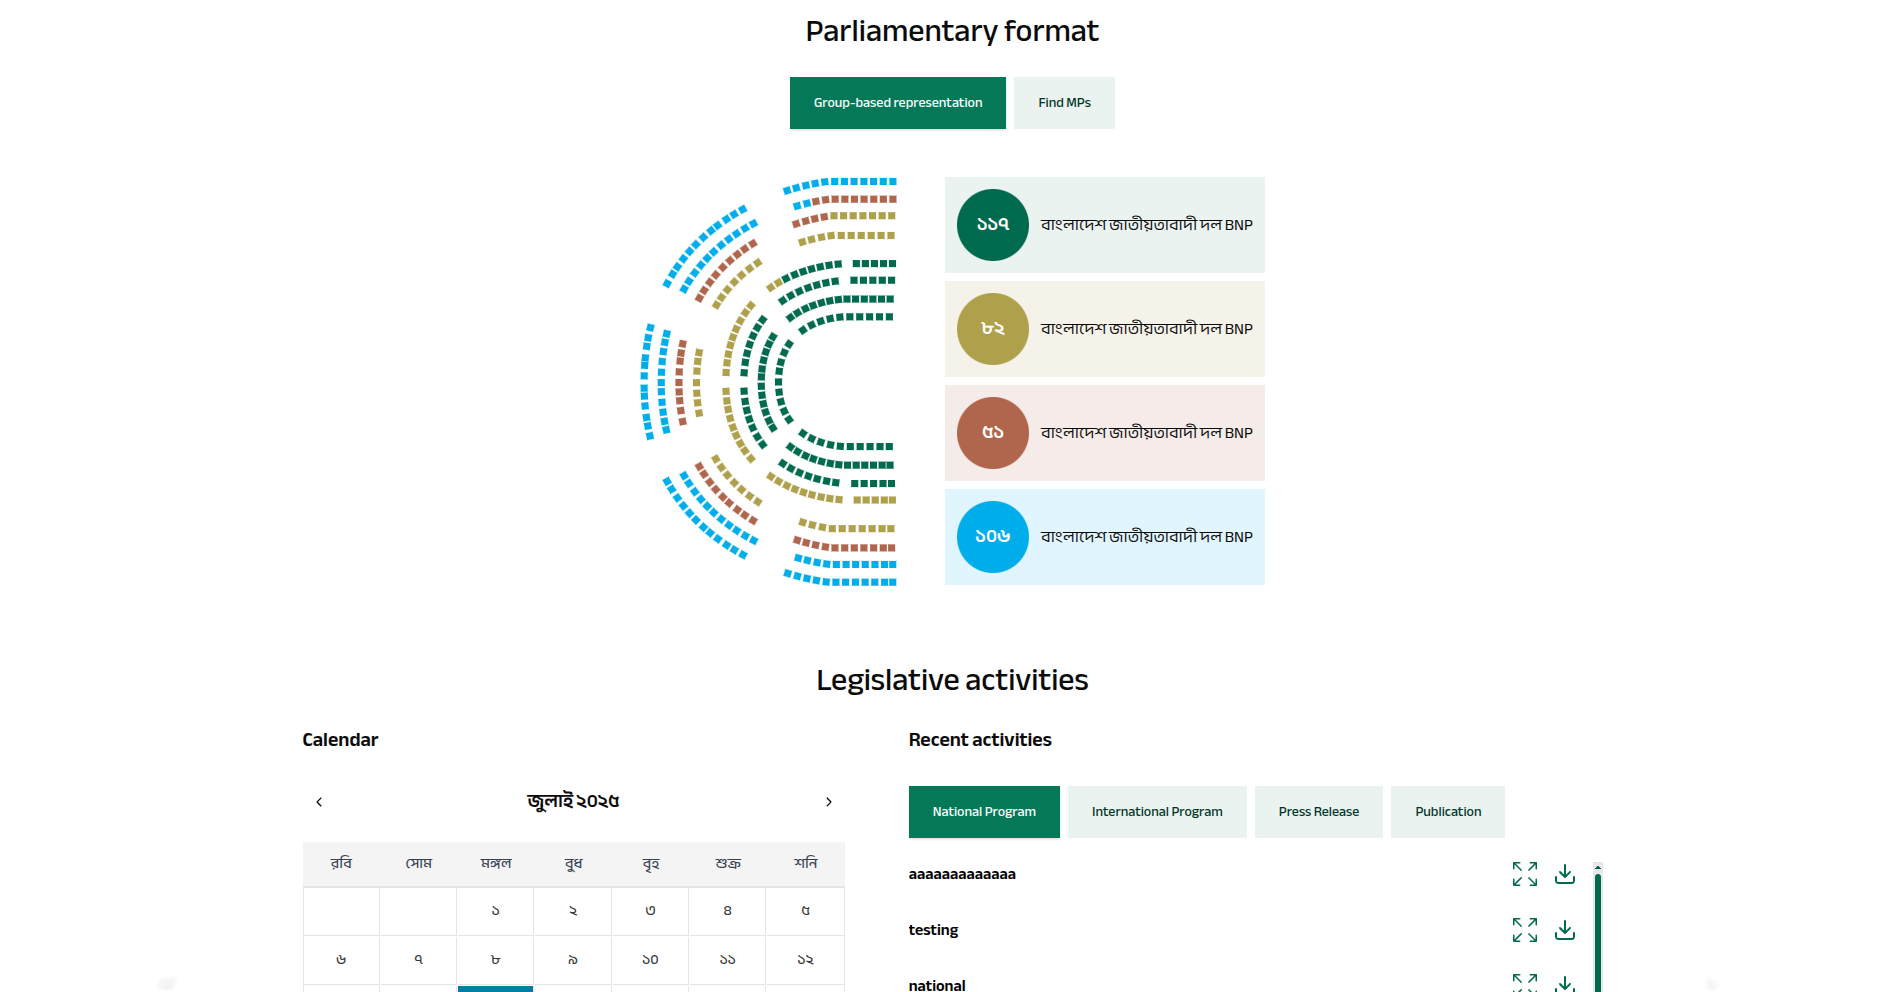 Parliamentary format
Group-based representation
Find MPs
১১৭ বাংলাদেশ জাতীয়তাবাদী দল BNP
৮২ বাংলাদেশ জাতীয়তাবাদী দল BNP
৫১ বাংলাদেশ জাতীয়তাবাদী দল BNP
১০৬ বাংলাদেশ জাতীয়তাবাদী দল BNP
Legislative activities
Calendar
জুলাই ২০২৫
রবি সোম মঙ্গল বুধ বৃহ শুক্র শনি
১ ২ ৩ ৪ ৫
৬ ৭ ৮ ৯ ১০ ১১ ১২
Recent activities
National Program
International Program
Press Release
Publication
aaaaaaaaaaaaa
testing
national